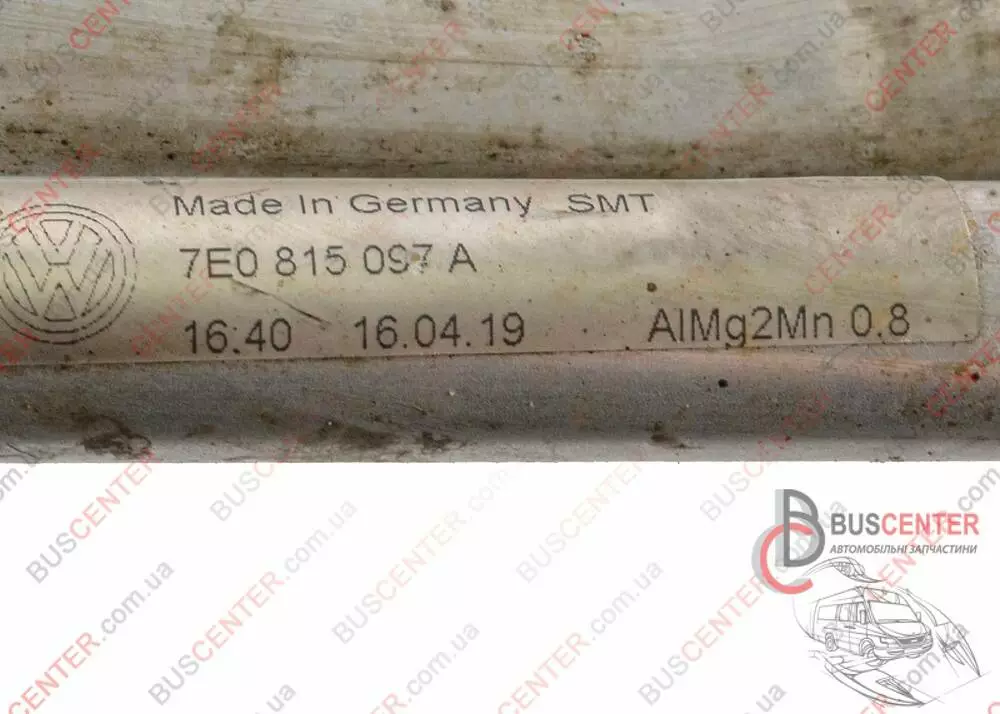 Made In Germany SMT
7E0 815 097 A
16:40 16.04.19 AlMg2Mn 0.8
BUSCENTER
АВТОМОБІЛЬНІ ЗАПЧАСТИНИ
BUSCENTER.com.ua